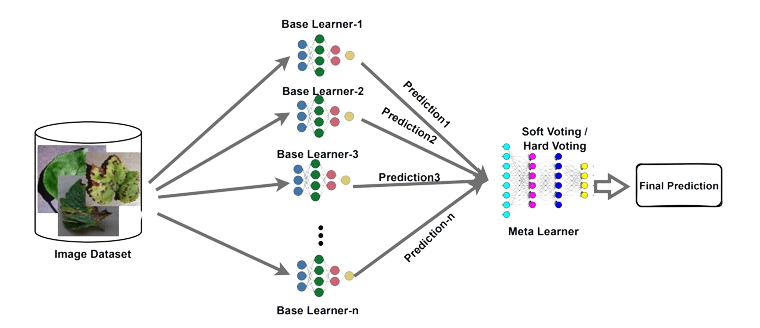 Base Learner-1
Base Learner-2
Base Learner-3
Base Learner-n
Image Dataset
Prediction1
Prediction2
Prediction3
Prediction-n
Soft Voting /
Hard Voting
Meta Learner
Final Prediction